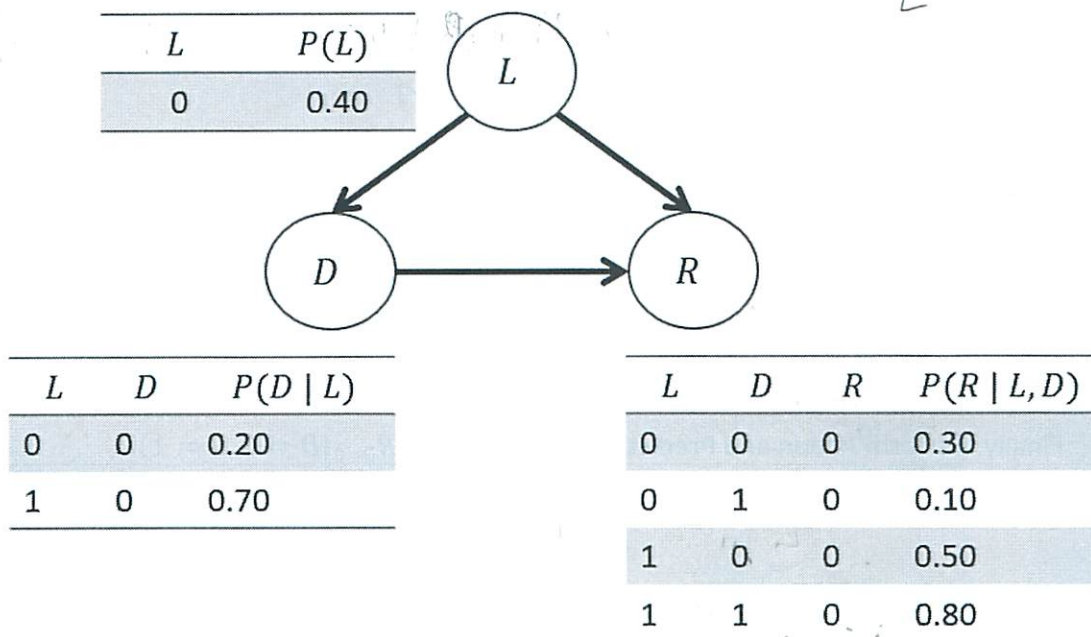 L P(L)
0 0.40
L
D
R
L D P(D | L)
0 0 0.20
1 0 0.70
L D R P(R | L, D)
0 0 0 0.30
0 1 0 0.10
1 0 0 0.50
1 1 0 0.80